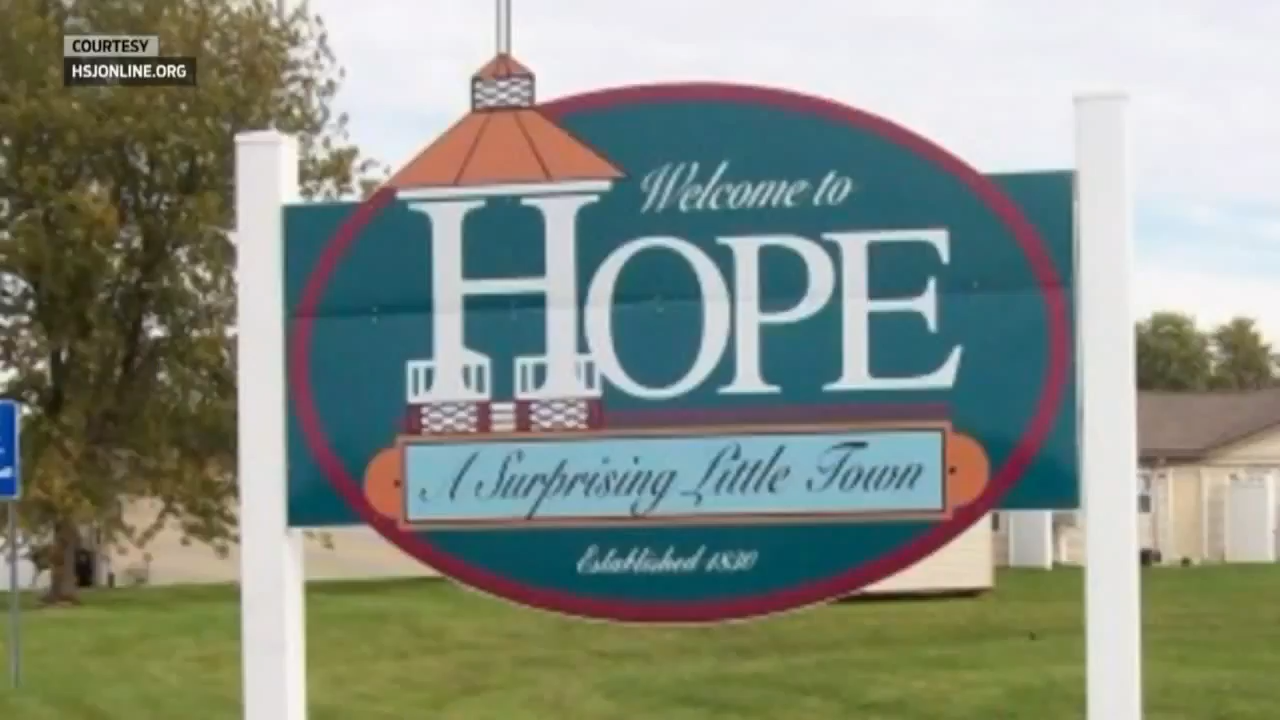 COURTESY
HSJONLINE.ORG
Welcome to
HOPE
A Surprising Little Town
Established 1830